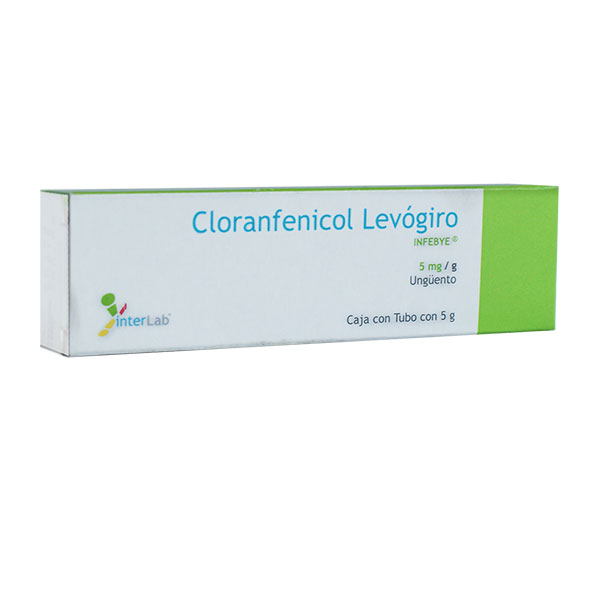 Cloranfenicol Levógiro
INFEBYE®
5 mg / g
Ungüento
Caja con Tubo con 5 g
interLab®